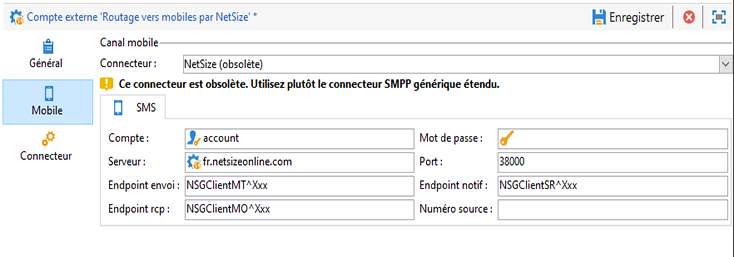 Compte externe 'Routage vers mobiles par NetSize' *
Enregistrer
Général
Mobile
Connecteur
Canal mobile
Connecteur : NetSize (obsolète)
Ce connecteur est obsolète. Utilisez plutôt le connecteur SMPP générique étendu.
SMS
Compte : account Mot de passe :
Serveur : fr.netsizeonline.com Port : 38000
Endpoint envoi : NSGClientMT^Xxx Endpoint notif : NSGClientSR^Xxx
Endpoint rcp : NSGClientMO^Xxx Numéro source :